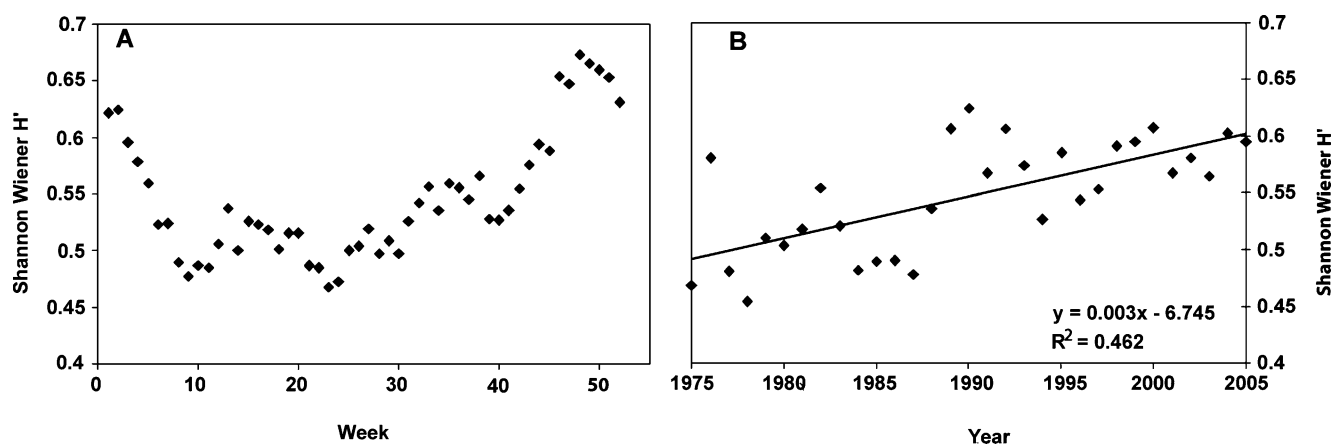 A
0.7
0.65
0.6
0.55
0.5
0.45
0.4
Shannon Wiener H'
0 10 20 30 40 50
Week
B
0.7
0.65
0.6
0.55
0.5
0.45
0.4
Shannon Wiener H'
y = 0.003x - 6.745
R2 = 0.462
1975 1980 1985 1990 1995 2000 2005
Year